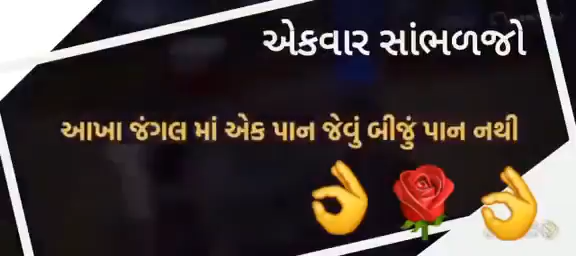 એકવાર સાંભળજો
આખા જંગલ માં એક પાન જેવું બીજું પાન નથી